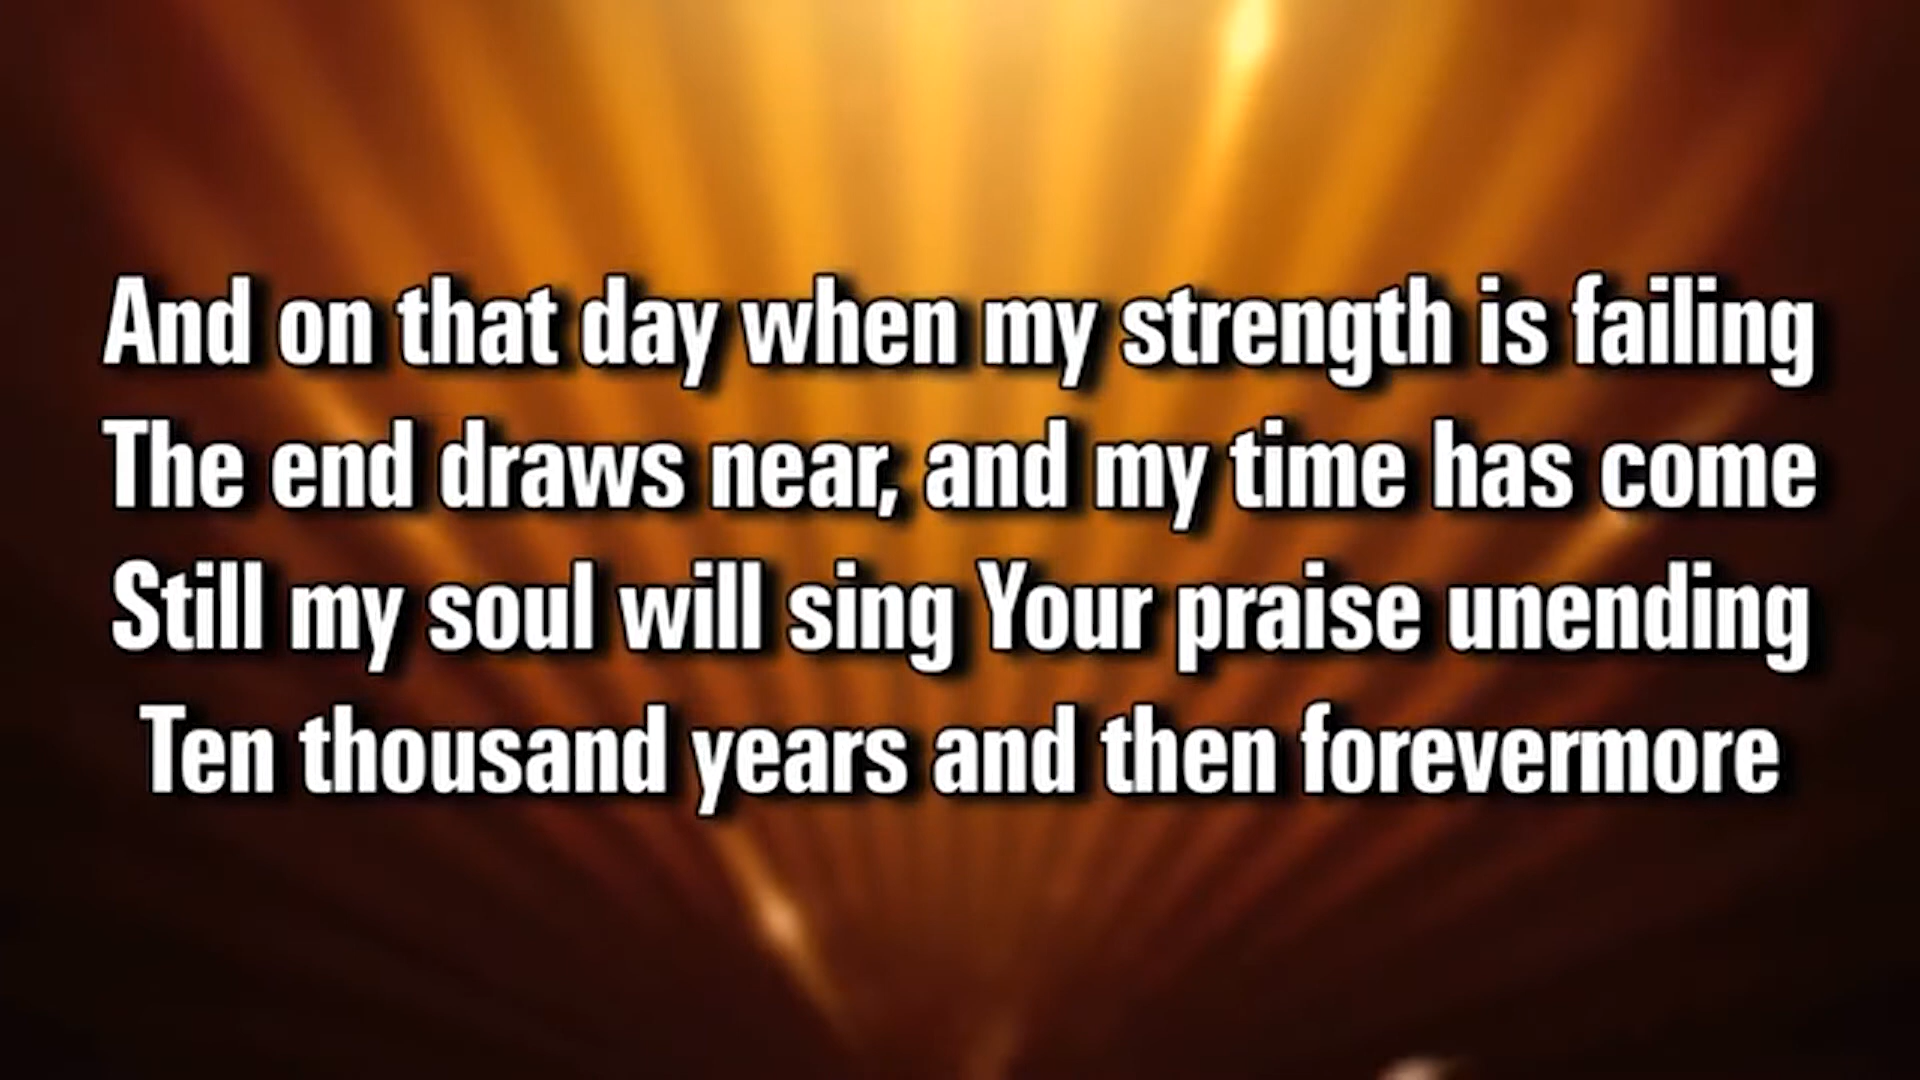 And on that day when my strength is failing
The end draws near, and my time has come
Still my soul will sing Your praise unending
Ten thousand years and then forevermore